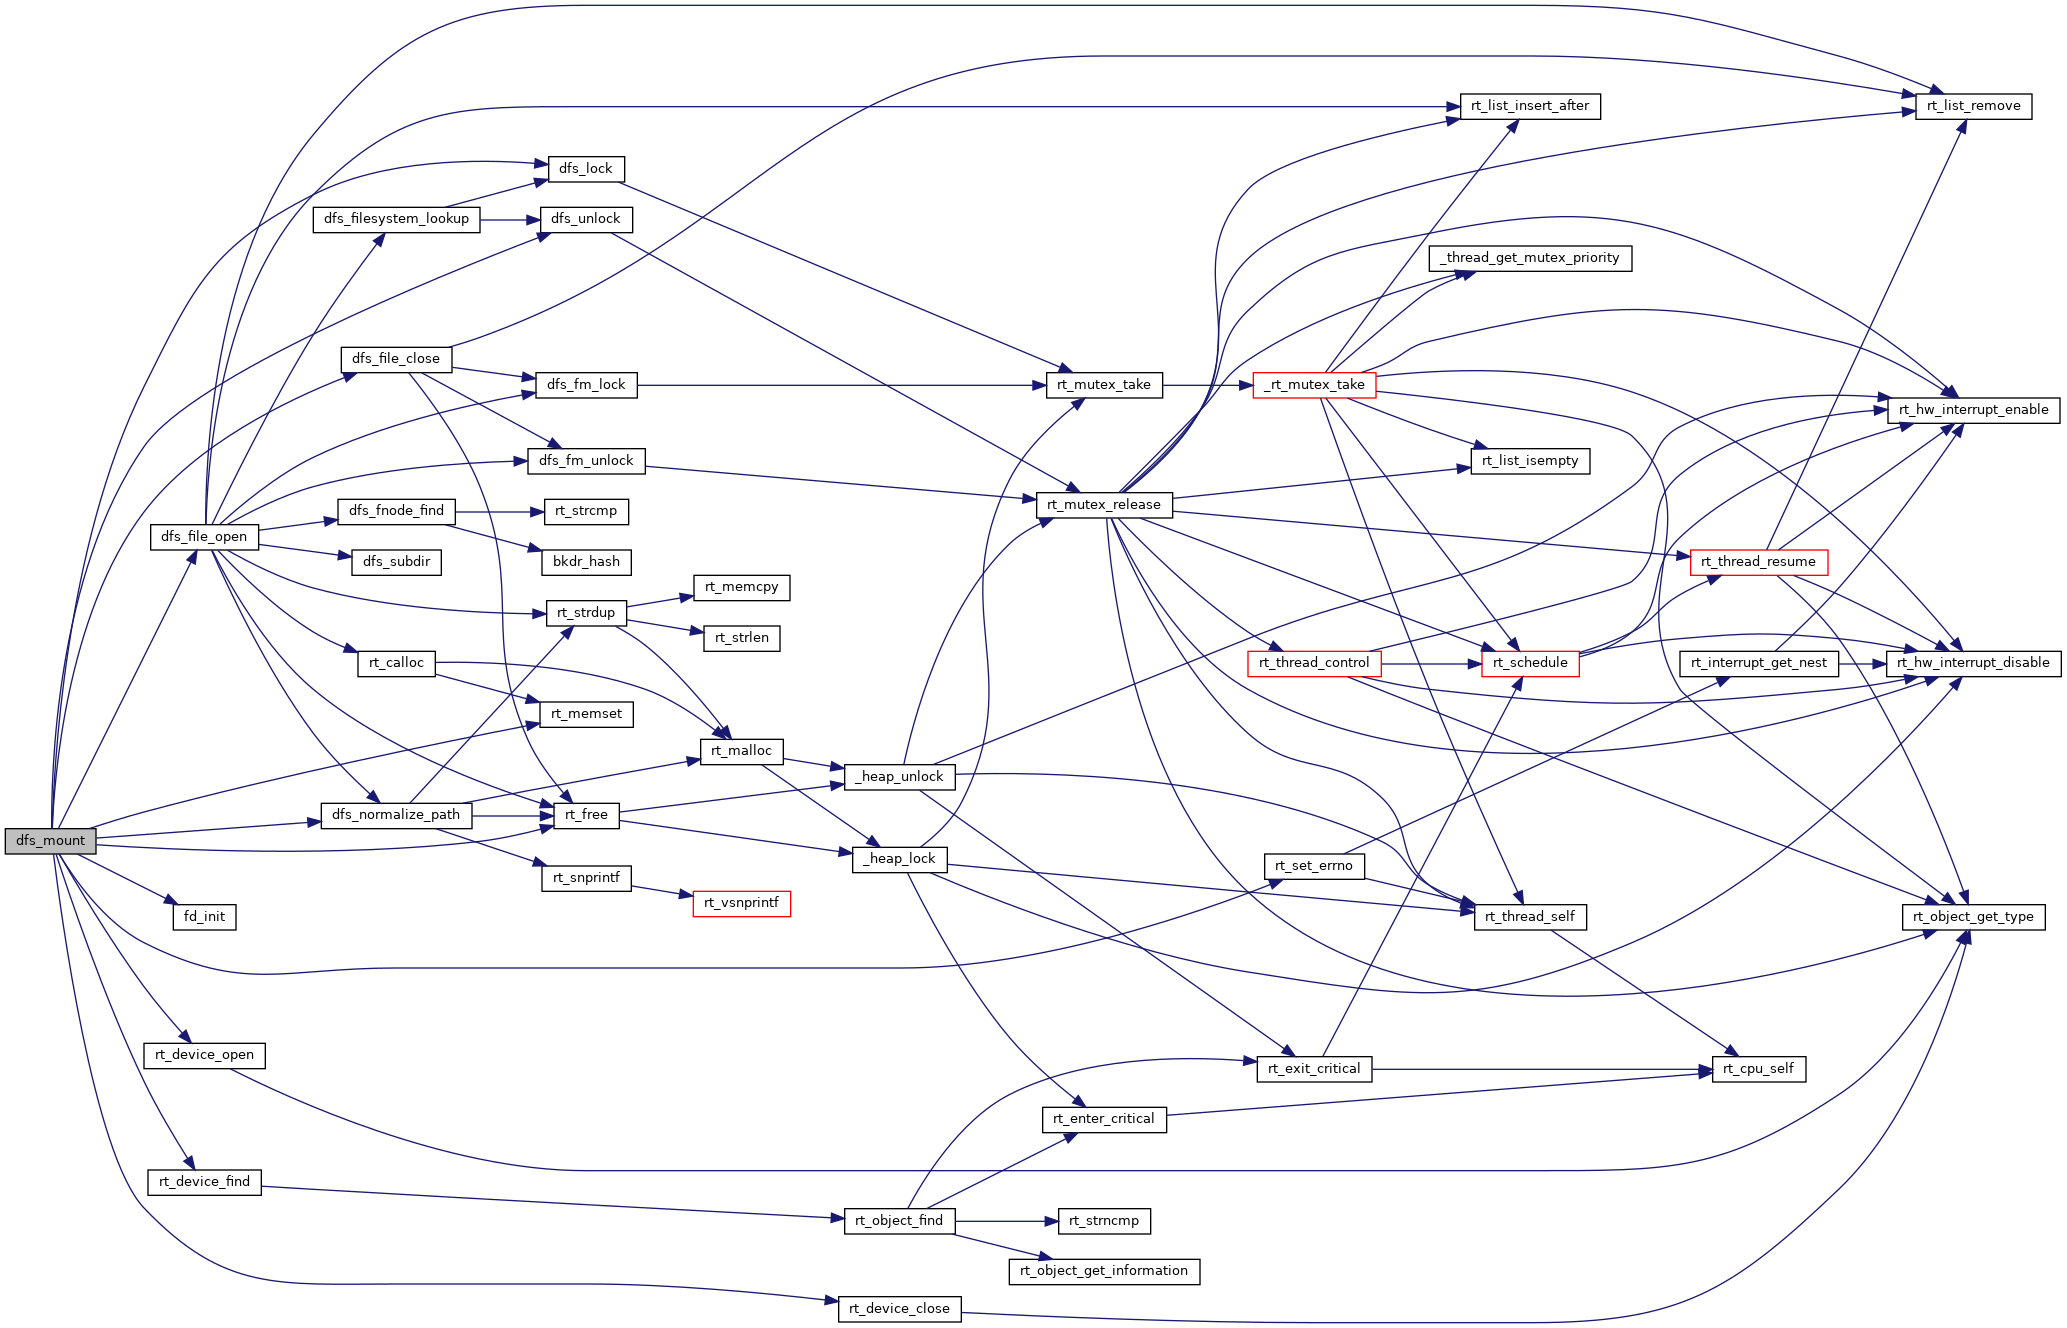 rt_list_insert_after
rt_list_remove
dfs_lock
dfs_filesystem_lookup
dfs_unlock
_thread_get_mutex_priority
dfs_file_close
dfs_fm_lock
rt_mutex_take
_rt_mutex_take
rt_hw_interrupt_enable
dfs_fm_unlock
rt_list_isempty
rt_mutex_release
dfs_fnode_find
rt_strcmp
dfs_file_open
dfs_subdir
bkdr_hash
rt_thread_resume
rt_memcpy
rt_strdup
rt_strlen
rt_calloc
rt_thread_control
rt_schedule
rt_interrupt_get_nest
rt_hw_interrupt_disable
rt_memset
rt_malloc
_heap_unlock
dfs_normalize_path
rt_free
dfs_mount
_heap_lock
rt_set_errno
rt_snprintf
rt_vsnprintf
fd_init
rt_thread_self
rt_object_get_type
rt_device_open
rt_exit_critical
rt_cpu_self
rt_enter_critical
rt_device_find
rt_object_find
rt_strncmp
rt_object_get_information
rt_device_close